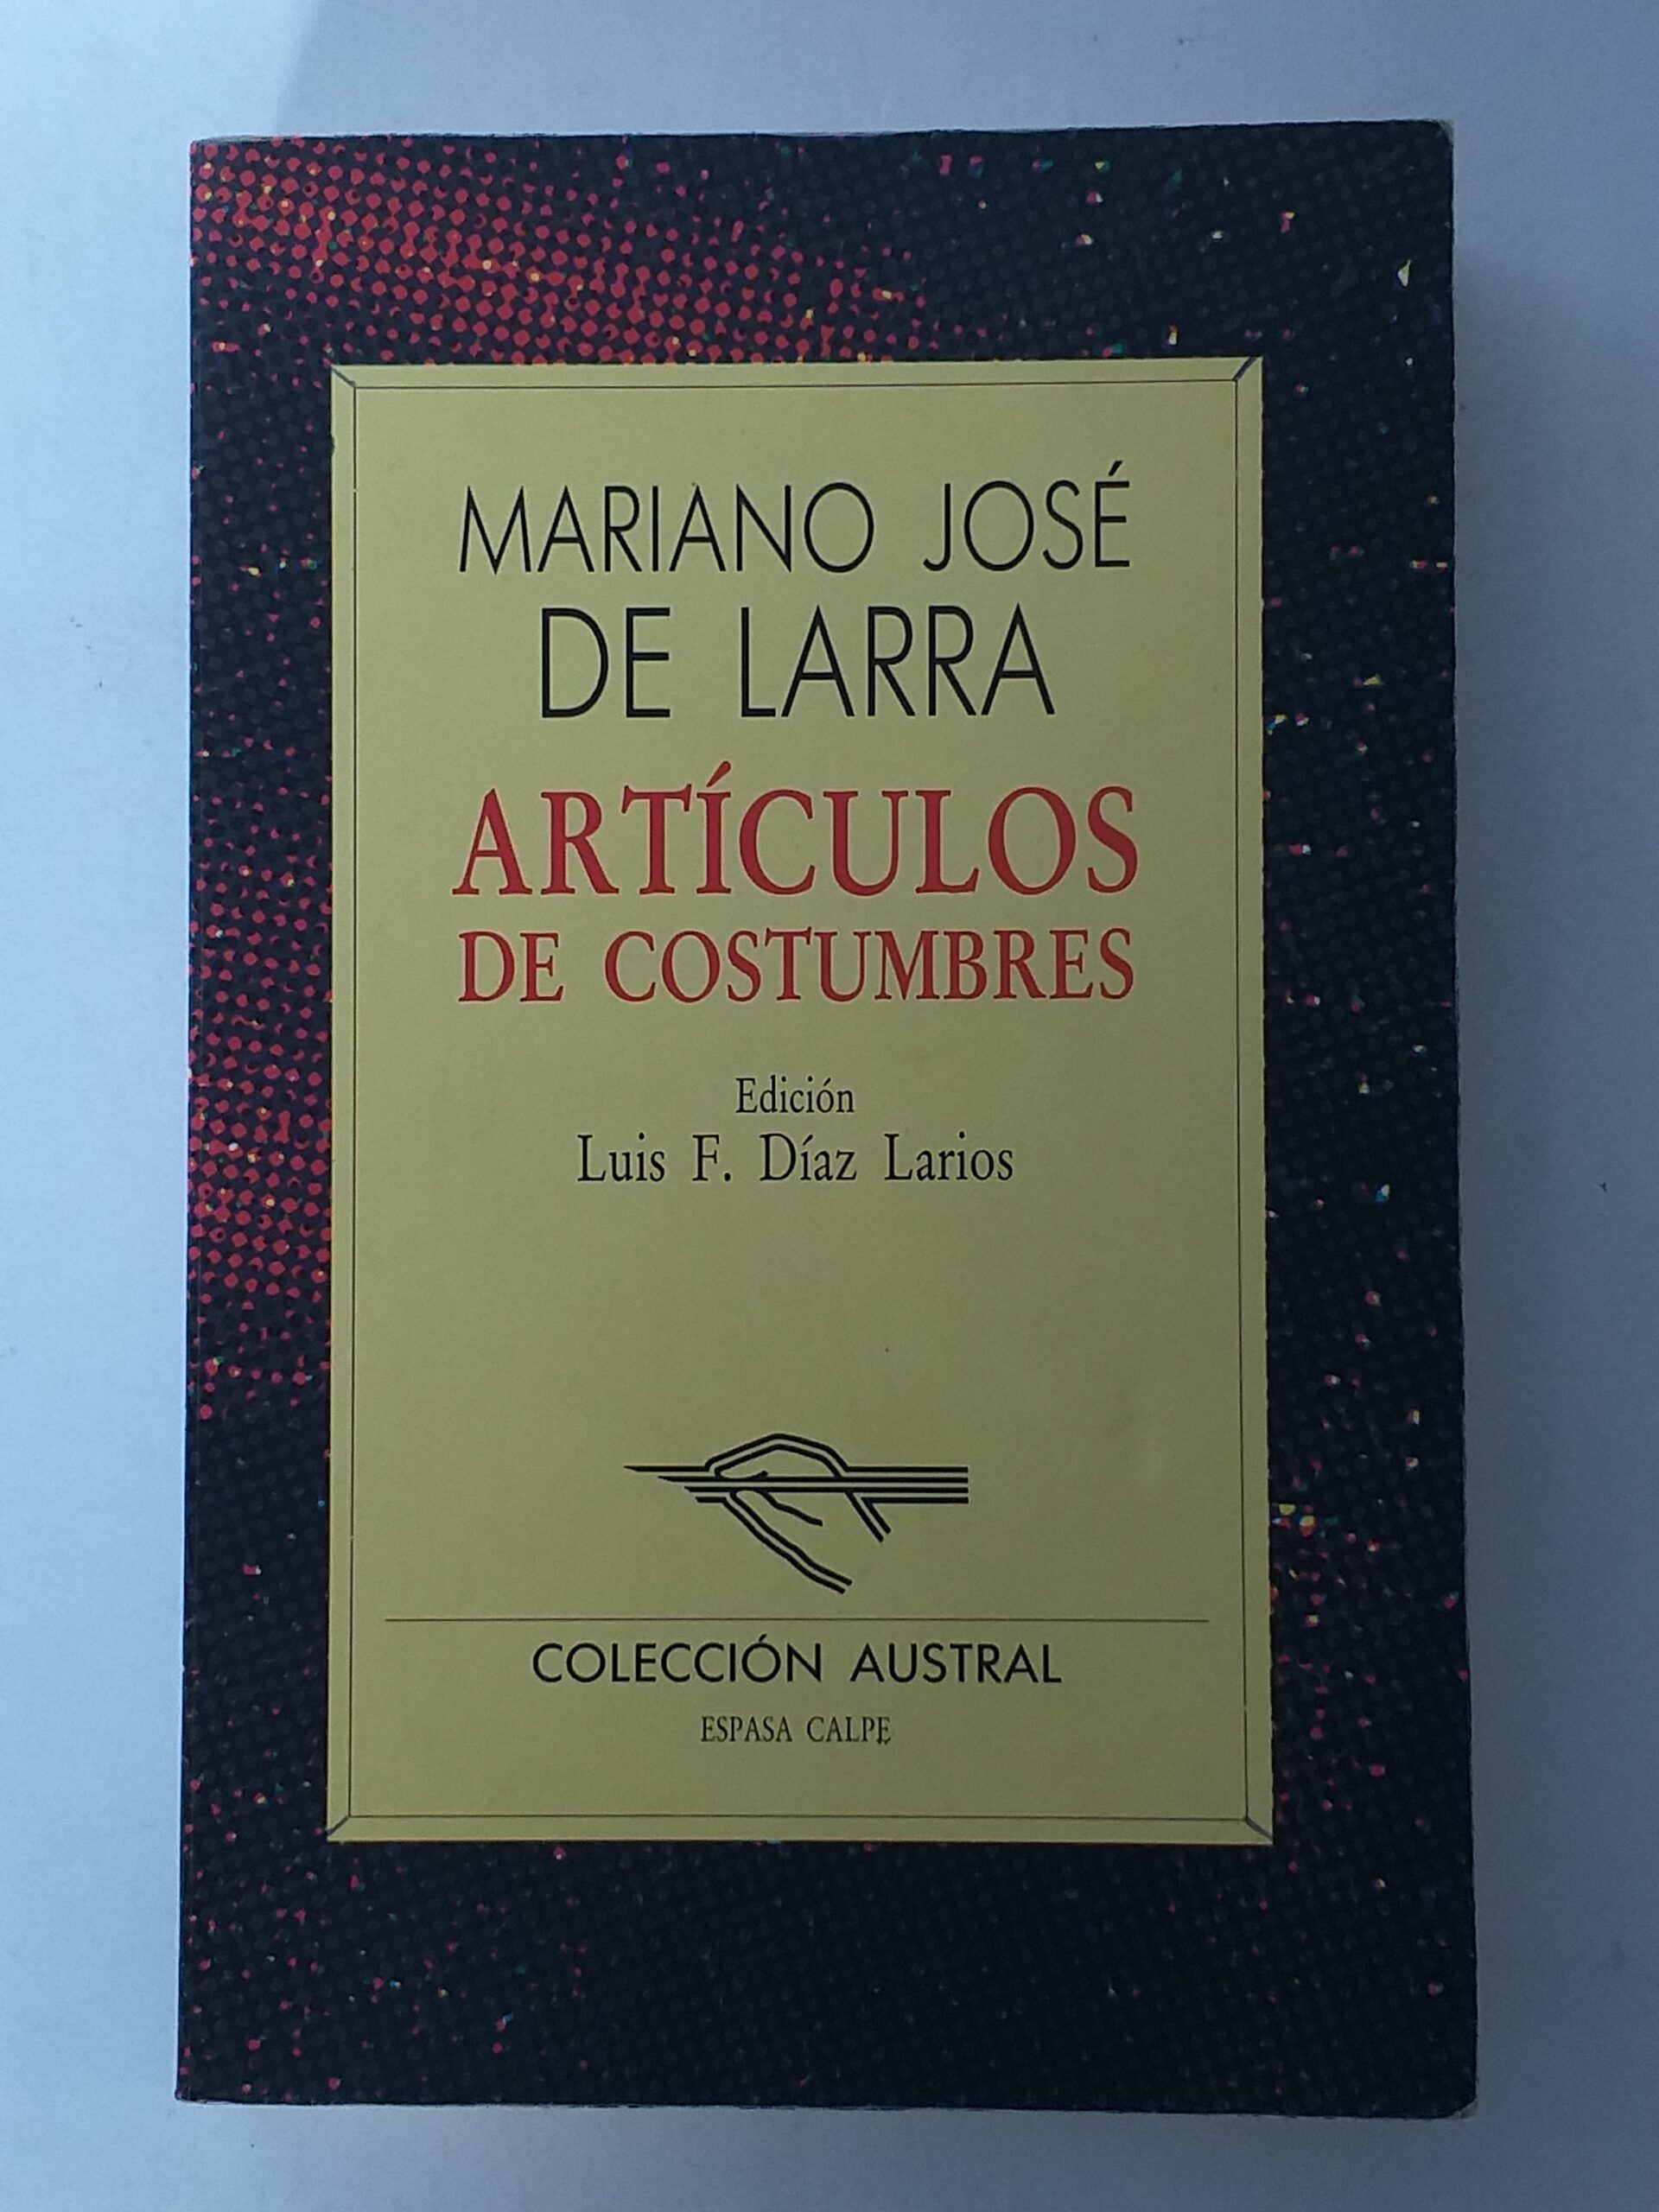 MARIANO JOSÉ
DE LARRA
ARTÍCULOS
DE COSTUMBRES
Edición
Luis F. Díaz Larios
COLECCIÓN AUSTRAL
ESPASA CALPE